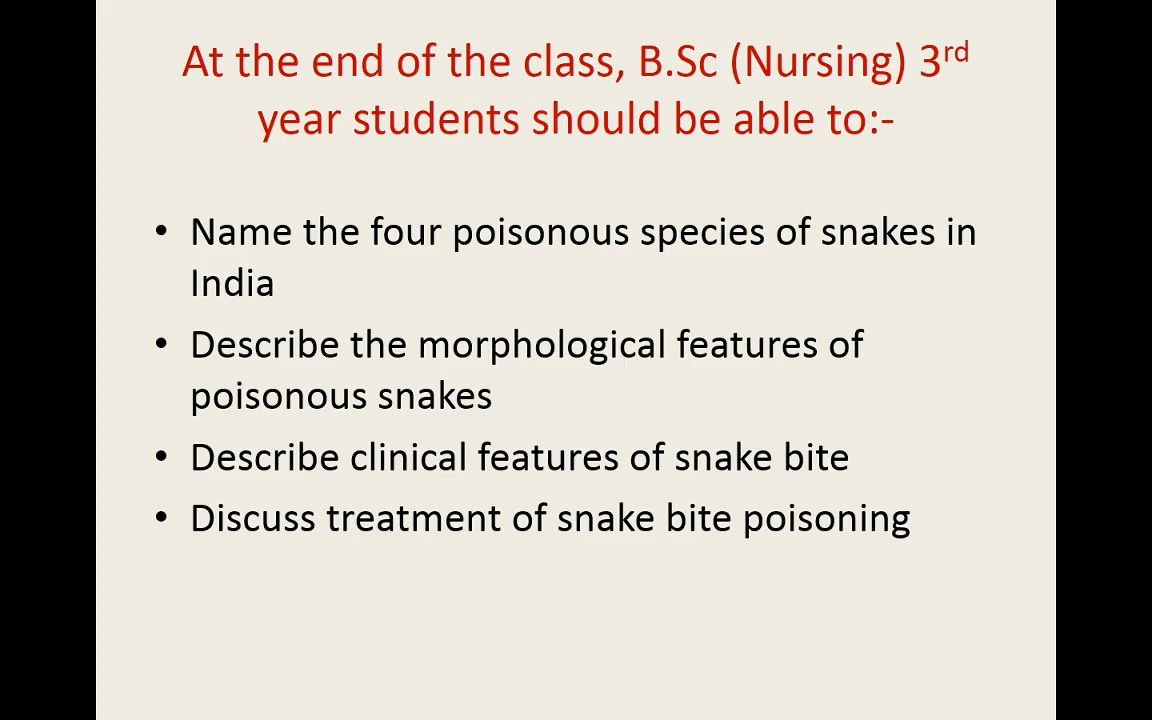 At the end of the class, B.Sc (Nursing) 3rd
year students should be able to:-
• Name the four poisonous species of snakes in
India
• Describe the morphological features of
poisonous snakes
• Describe clinical features of snake bite
• Discuss treatment of snake bite poisoning